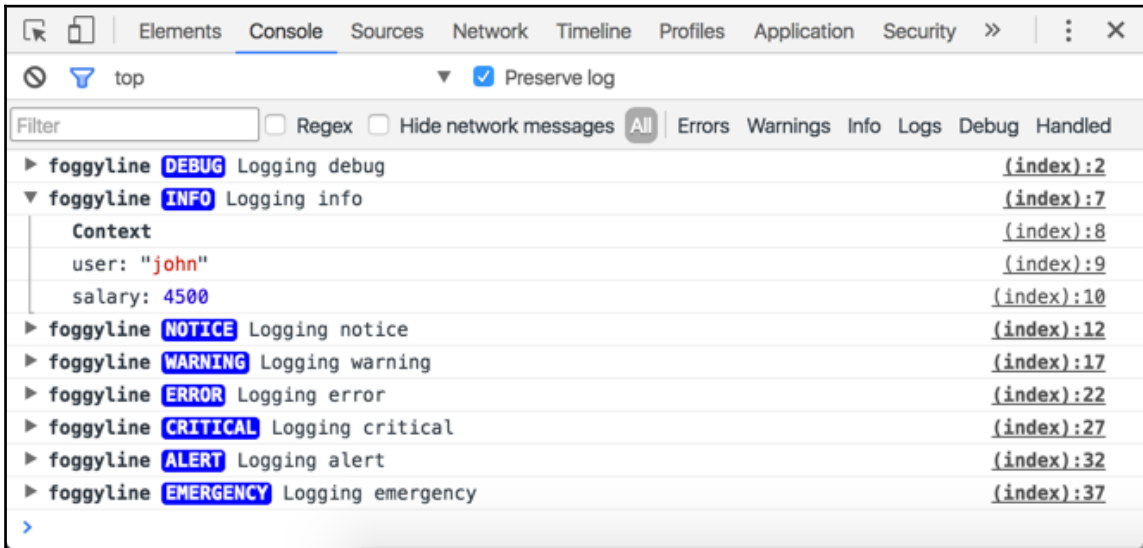 Elements Console Sources Network Timeline Profiles Application Security »
top Preserve log
Filter Regex Hide network messages All Errors Warnings Info Logs Debug Handled
foggyline DEBUG Logging debug (index):2
foggyline INFO Logging info (index):7
Context (index):8
user: "john" (index):9
salary: 4500 (index):10
foggyline NOTICE Logging notice (index):12
foggyline WARNING Logging warning (index):17
foggyline ERROR Logging error (index):22
foggyline CRITICAL Logging critical (index):27
foggyline ALERT Logging alert (index):32
foggyline EMERGENCY Logging emergency (index):37